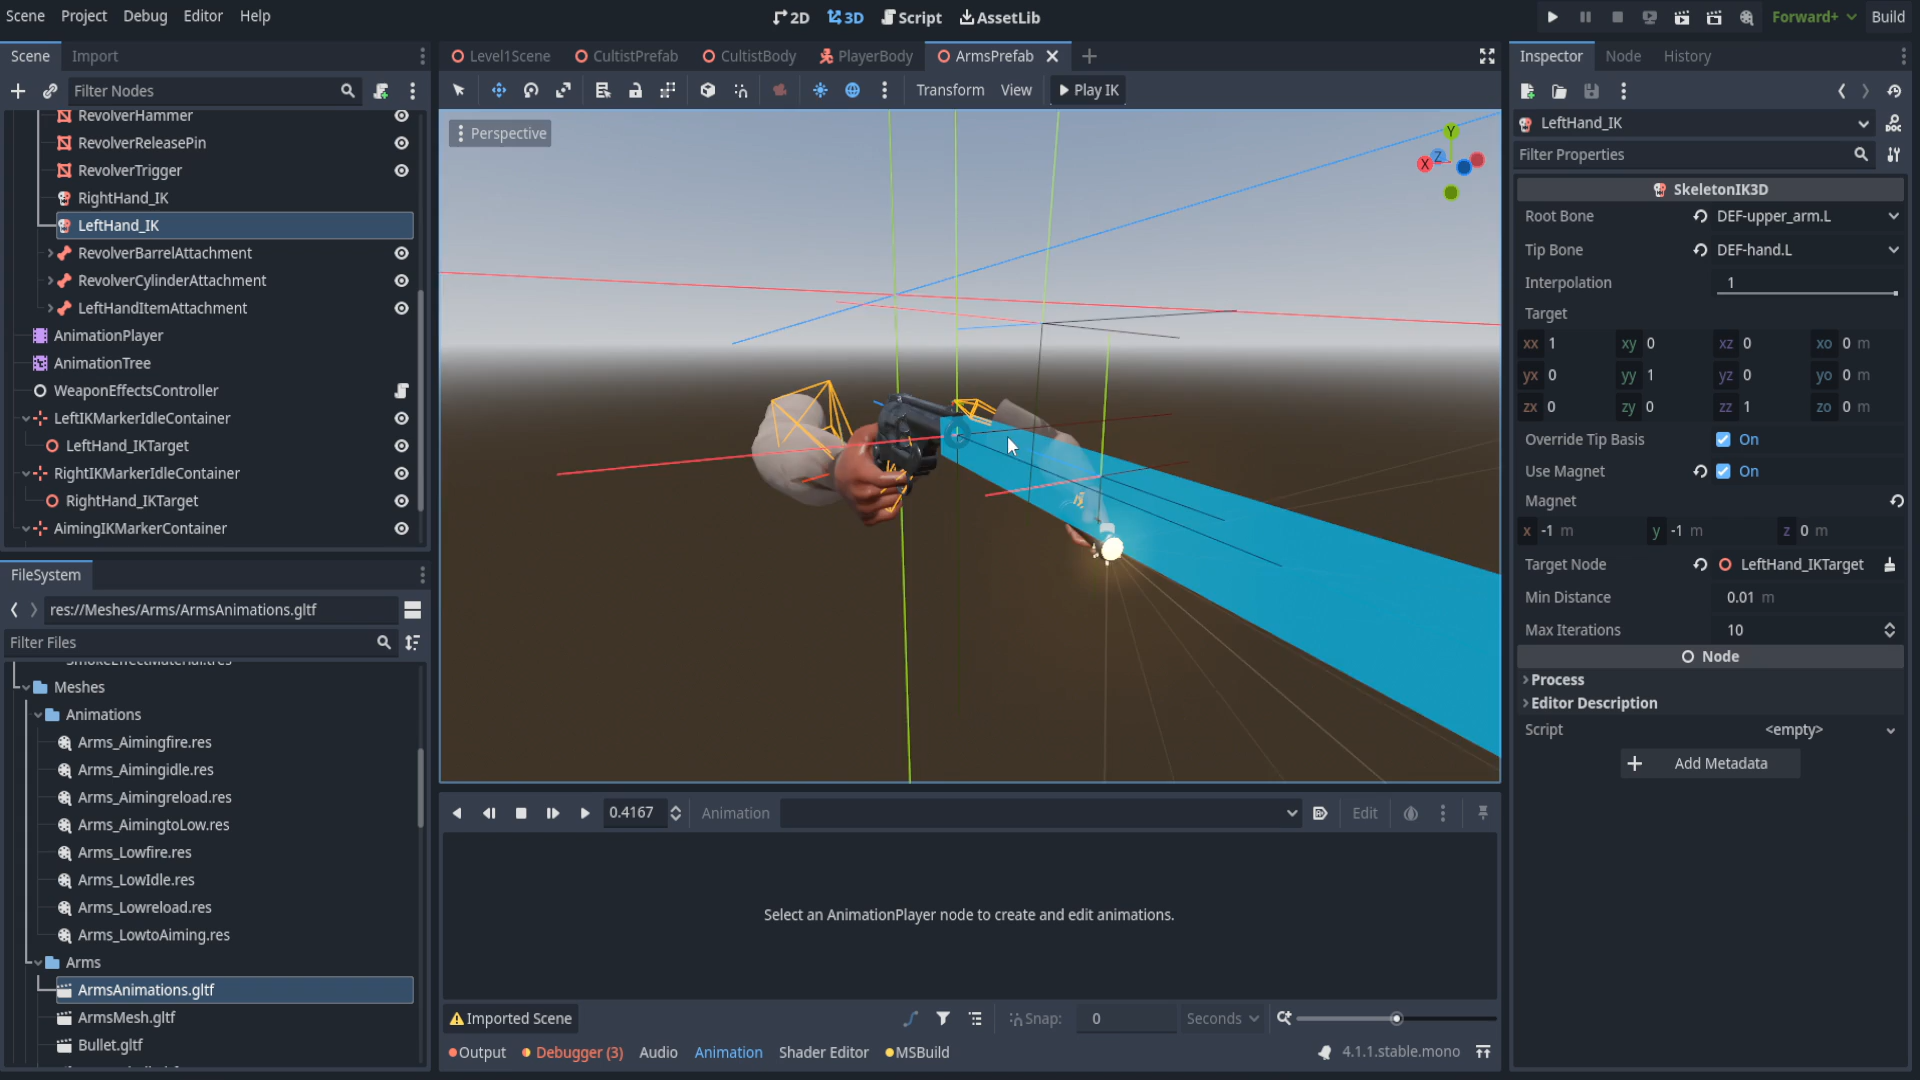 Scene Project Debug Editor Help
2D 3D Script AssetLib
Forward+ Build
Scene Import
Level1Scene CultistPrefab CultistBody PlayerBody ArmsPrefab
Inspector Node History
Filter Nodes
Transform View Play IK
RevolverHammer
RevolverReleasePin
RevolverTrigger
RightHand_IK
LeftHand_IK
RevolverBarrelAttachment
RevolverCylinderAttachment
LeftHandItemAttachment
AnimationPlayer
AnimationTree
WeaponEffectsController
LeftIKMarkerIdleContainer
LeftHand_IKTarget
RightIKMarkerIdleContainer
RightHand_IKTarget
AimingIKMarkerContainer
Perspective
Y
X
Z
LeftHand_IK
Filter Properties
SkeletonIK3D
Root Bone DEF-upper_arm.L
Tip Bone DEF-hand.L
Interpolation 1
Target
xx 1 xy 0 xz 0 xo 0 m
yx 0 yy 1 yz 0 yo 0 m
zx 0 zy 0 zz 1 zo 0 m
Override Tip Basis On
Use Magnet On
Magnet
x -1 m y -1 m z 0 m
Target Node LeftHand_IKTarget
Min Distance 0.01 m
Max Iterations 10
Node
Process
Editor Description
Script <empty>
Add Metadata
FileSystem
res://Meshes/Arms/ArmsAnimations.gltf
Filter Files
SmokeEffectMaterial.tres
Meshes
Animations
Arms_Aimingfire.res
Arms_Aimingidle.res
Arms_Aimingreload.res
Arms_AimingtoLow.res
Arms_Lowfire.res
Arms_LowIdle.res
Arms_Lowreload.res
Arms_LowtoAiming.res
Arms
ArmsAnimations.gltf
ArmsMesh.gltf
Bullet.gltf
0.4167 Animation Edit
Select an AnimationPlayer node to create and edit animations.
Imported Scene Snap: 0 Seconds
Output Debugger (3) Audio Animation Shader Editor MSBuild 4.1.1.stable.mono